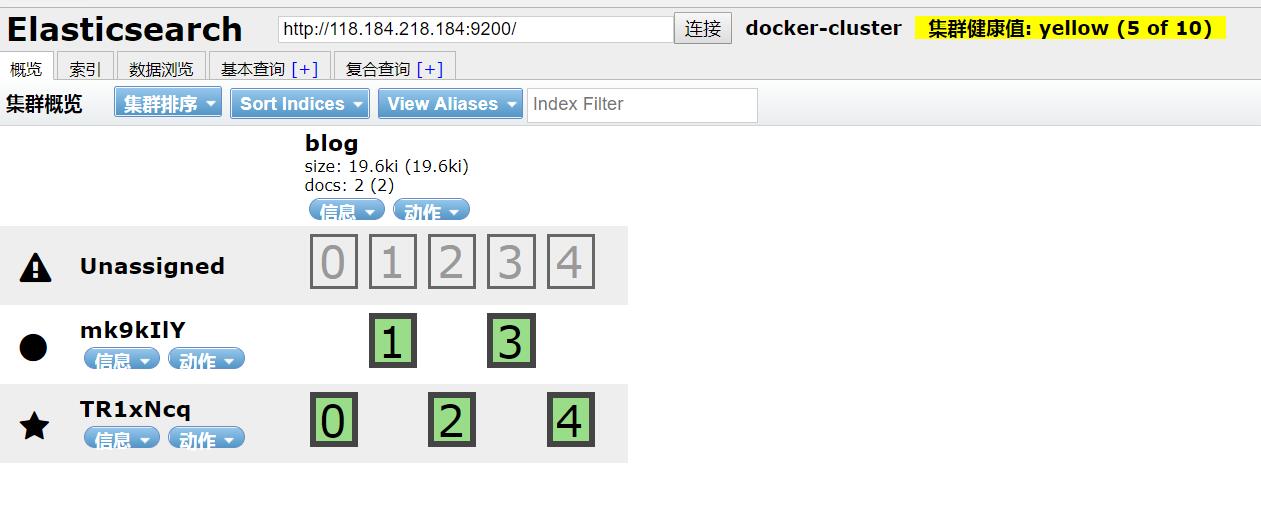 Elasticsearch http://118.184.218.184:9200/ 连接 docker-cluster 集群健康值: yellow (5 of 10)
概览 索引 数据浏览 基本查询 [+] 复合查询 [+]
集群概览 集群排序 Sort Indices View Aliases Index Filter
blog
size: 19.6ki (19.6ki)
docs: 2 (2)
信息 动作
Unassigned 0 1 2 3 4
mk9kIlY 1 3
信息 动作
TR1xNcq 0 2 4
信息 动作